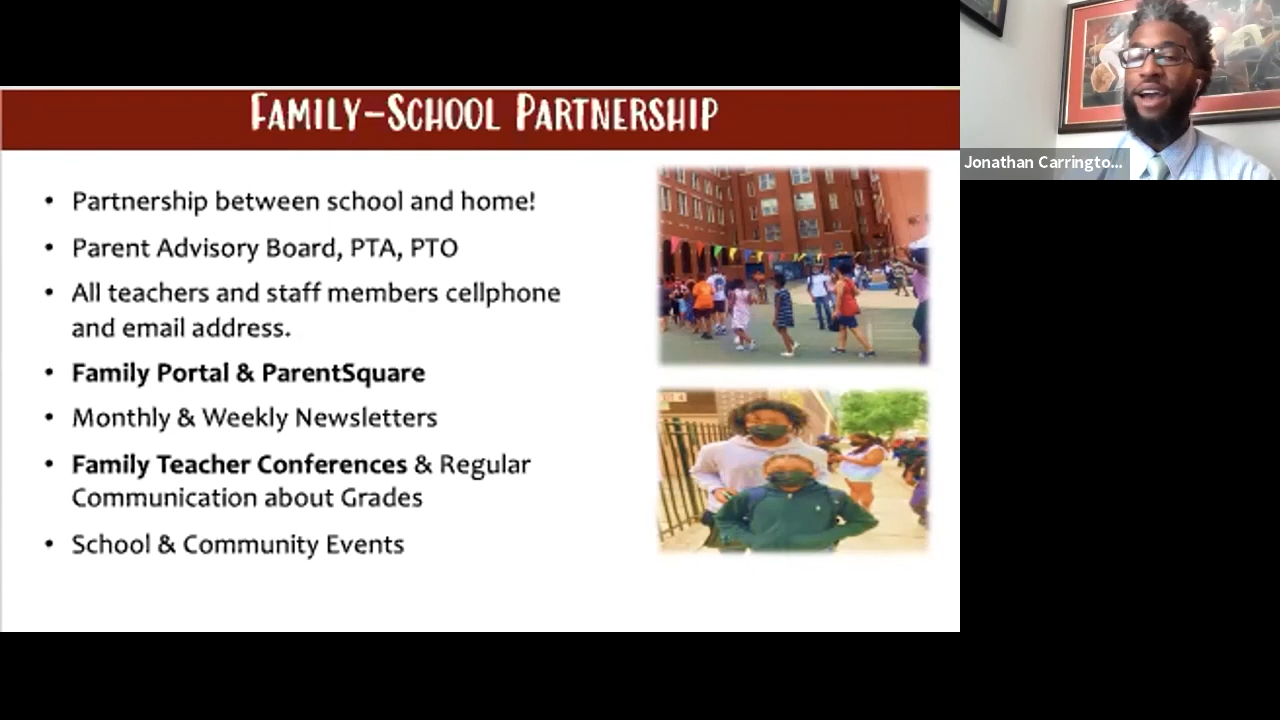 FAMILY-SCHOOL PARTNERSHIP
Jonathan Carringto...
• Partnership between school and home!
• Parent Advisory Board, PTA, PTO
• All teachers and staff members cellphone
and email address.
• Family Portal & ParentSquare
• Monthly & Weekly Newsletters
• Family Teacher Conferences & Regular
Communication about Grades
• School & Community Events